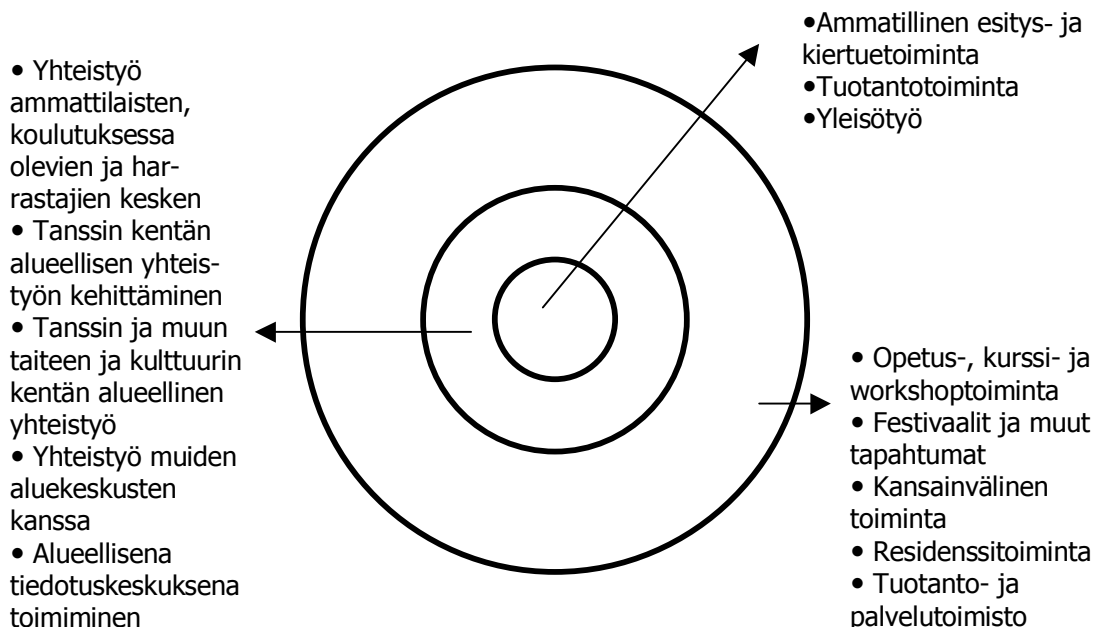 • Yhteistyö
ammattilaisten,
koulutuksessa
olevien ja har-
rastajien kesken
• Tanssin kentän
alueellisen yhteis-
työn kehittäminen
• Tanssin ja muun
taiteen ja kulttuurin
kentän alueellinen
yhteistyö
• Yhteistyö muiden
aluekeskusten
kanssa
• Alueellisena
tiedotuskeskuksena
toimiminen
•Ammatillinen esitys- ja
kiertuetoiminta
•Tuotantotoiminta
•Yleisötyö
• Opetus-, kurssi- ja
workshoptoiminta
• Festivaalit ja muut
tapahtumat
• Kansainvälinen
toiminta
• Residenssitoiminta
• Tuotanto- ja
palvelutoimisto